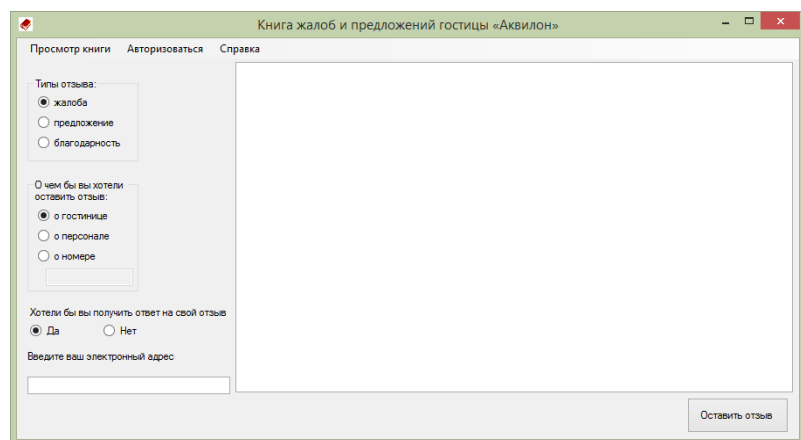 Книга жалоб и предложений гостицы «Аквилон»
Просмотр книги Авторизоваться Справка
Типы отзыва:
жалоба
предложение
благодарность
О чем бы вы хотели
оставить отзыв:
о гостинице
о персонале
о номере
Хотели бы вы получить ответ на свой отзыв
Да Нет
Введите ваш электронный адрес
Оставить отзыв